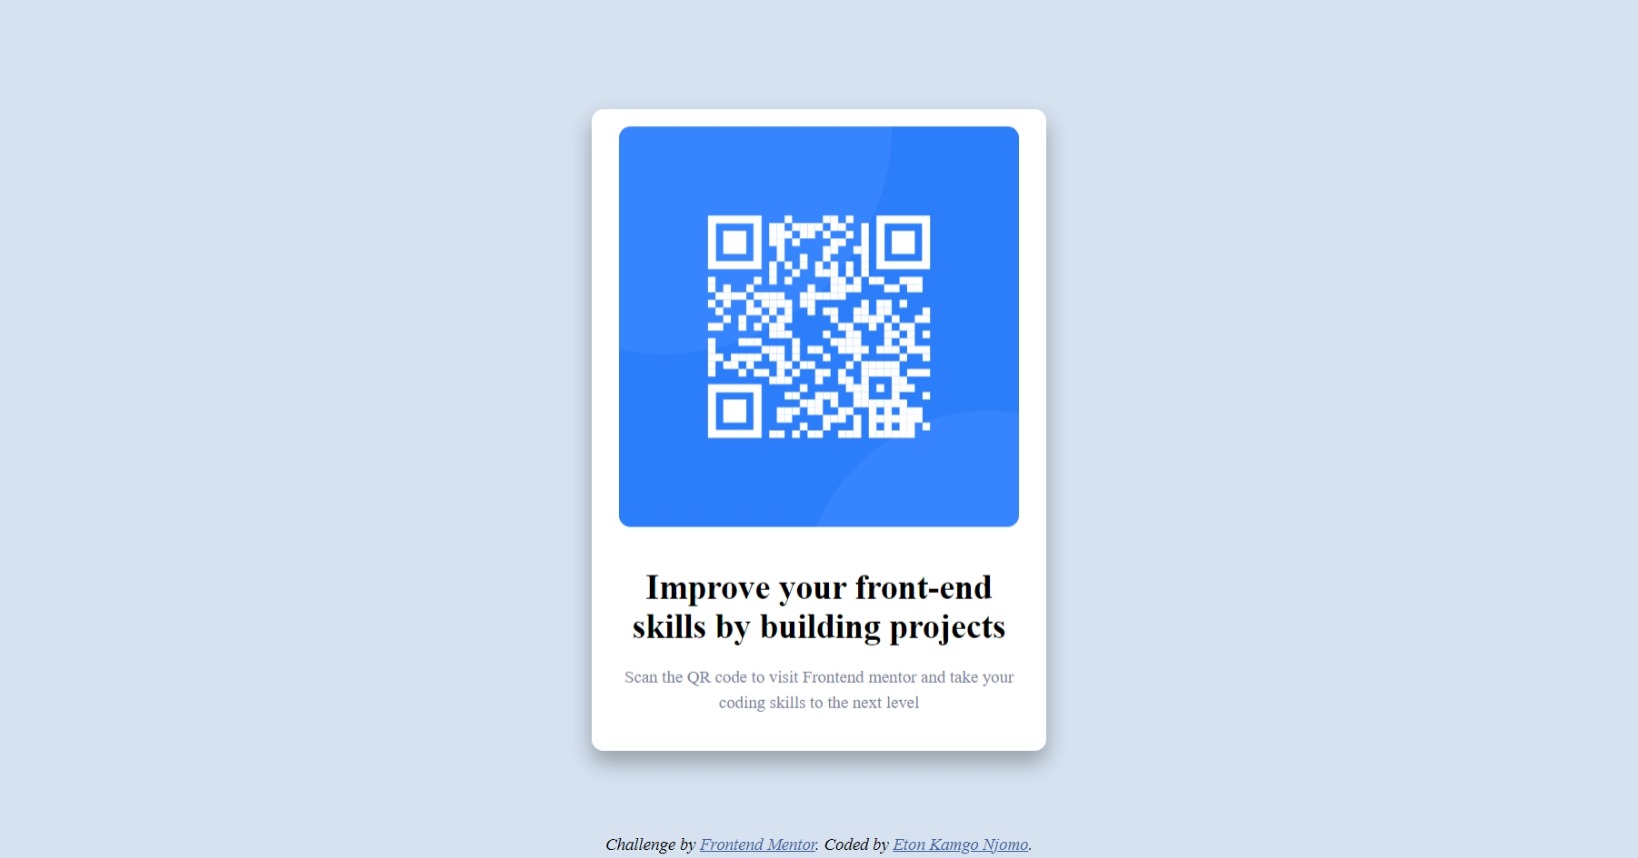 Improve your front-end
skills by building projects
Scan the QR code to visit Frontend mentor and take your
coding skills to the next level
Challenge by Frontend Mentor. Coded by Eton Kamgo Njomo.